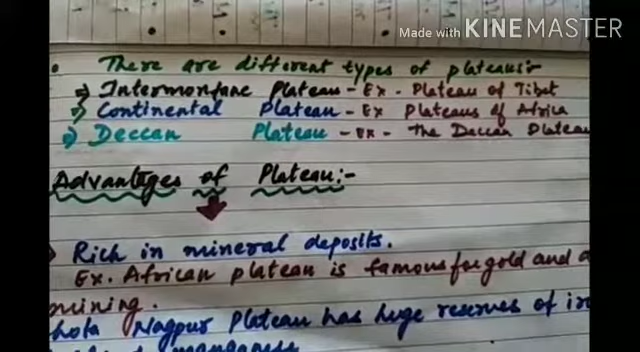 Made with KINEMASTER
• There are different types of plateaus:-
⇒ Intermontane Plateau - Ex - Plateau of Tibet
⇒ Continental Plateau - Ex Plateaus of Africa
⇒ Deccan Plateau - Ex - The Deccan Plateau
Advantages of Plateau:-
Rich in mineral deposits.
Ex. African plateau is famous for gold and
mining.
hota Nagpur Plateau has huge reserves of
manganese